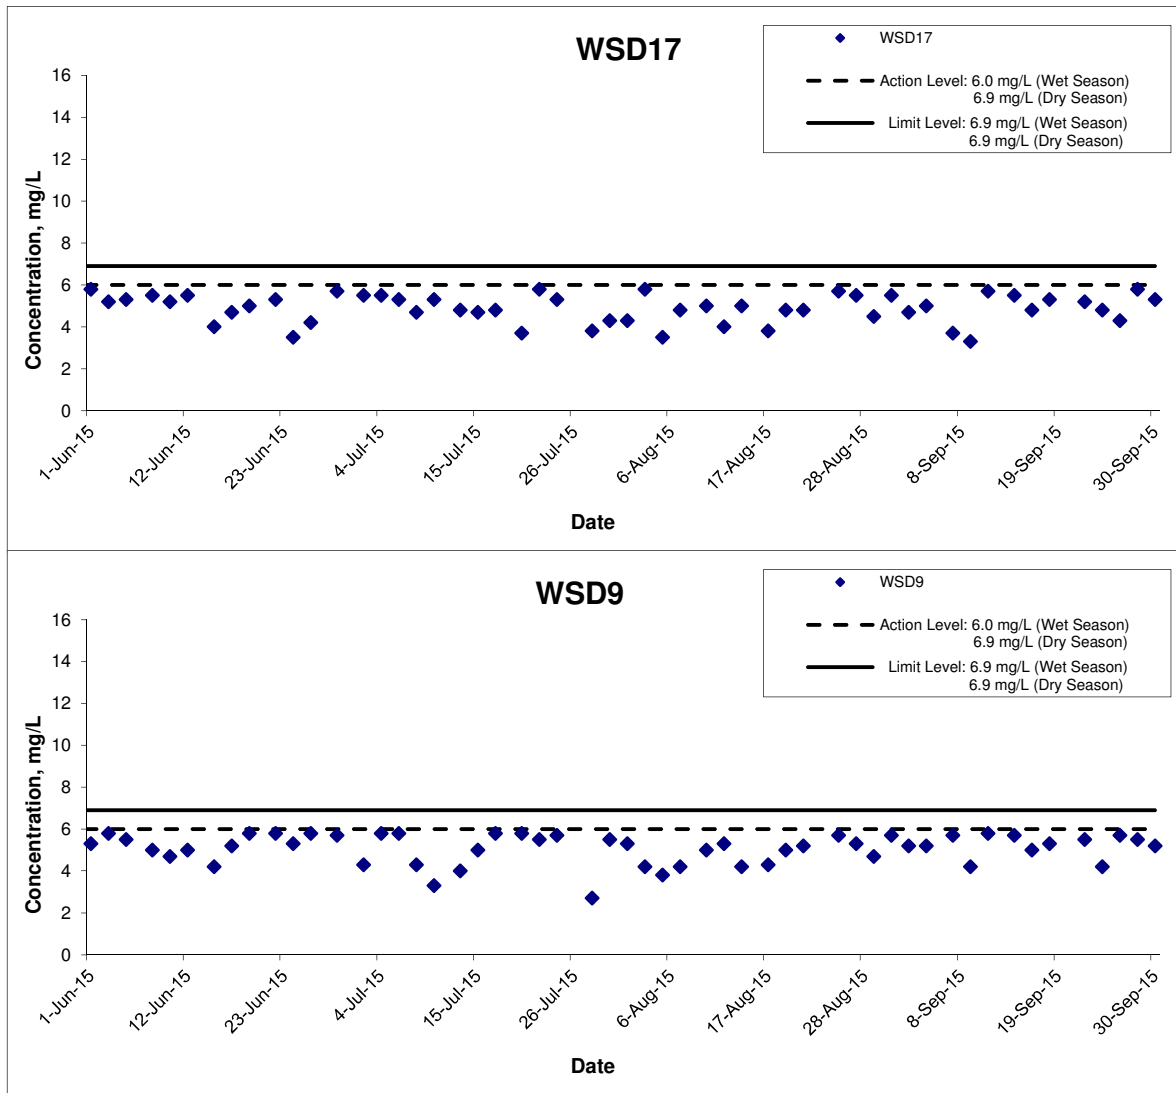 WSD17
WSD17
Action Level: 6.0 mg/L (Wet Season)
6.9 mg/L (Dry Season)
Limit Level: 6.9 mg/L (Wet Season)
6.9 mg/L (Dry Season)
Concentration, mg/L
16
14
12
10
8
6
4
2
0
1-Jun-15
12-Jun-15
23-Jun-15
4-Jul-15
15-Jul-15
26-Jul-15
6-Aug-15
17-Aug-15
28-Aug-15
8-Sep-15
19-Sep-15
30-Sep-15
Date
WSD9
WSD9
Action Level: 6.0 mg/L (Wet Season)
6.9 mg/L (Dry Season)
Limit Level: 6.9 mg/L (Wet Season)
6.9 mg/L (Dry Season)
Concentration, mg/L
16
14
12
10
8
6
4
2
0
1-Jun-15
12-Jun-15
23-Jun-15
4-Jul-15
15-Jul-15
26-Jul-15
6-Aug-15
17-Aug-15
28-Aug-15
8-Sep-15
19-Sep-15
30-Sep-15
Date